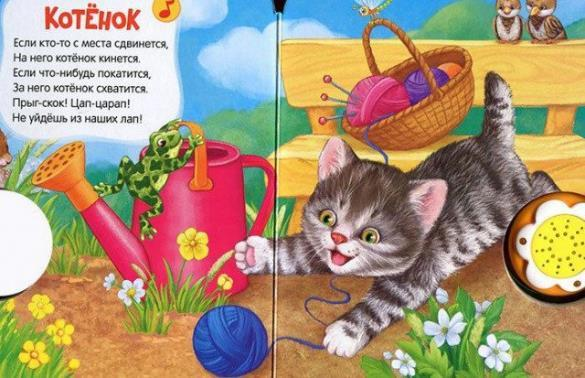 КОТЁНОК
Если кто-то с места сдвинется,
На него котёнок кинется.
Если что-нибудь покатится,
За него котёнок схватится.
Прыг-скок! Цап-царап!
Не уйдёшь из наших лап!